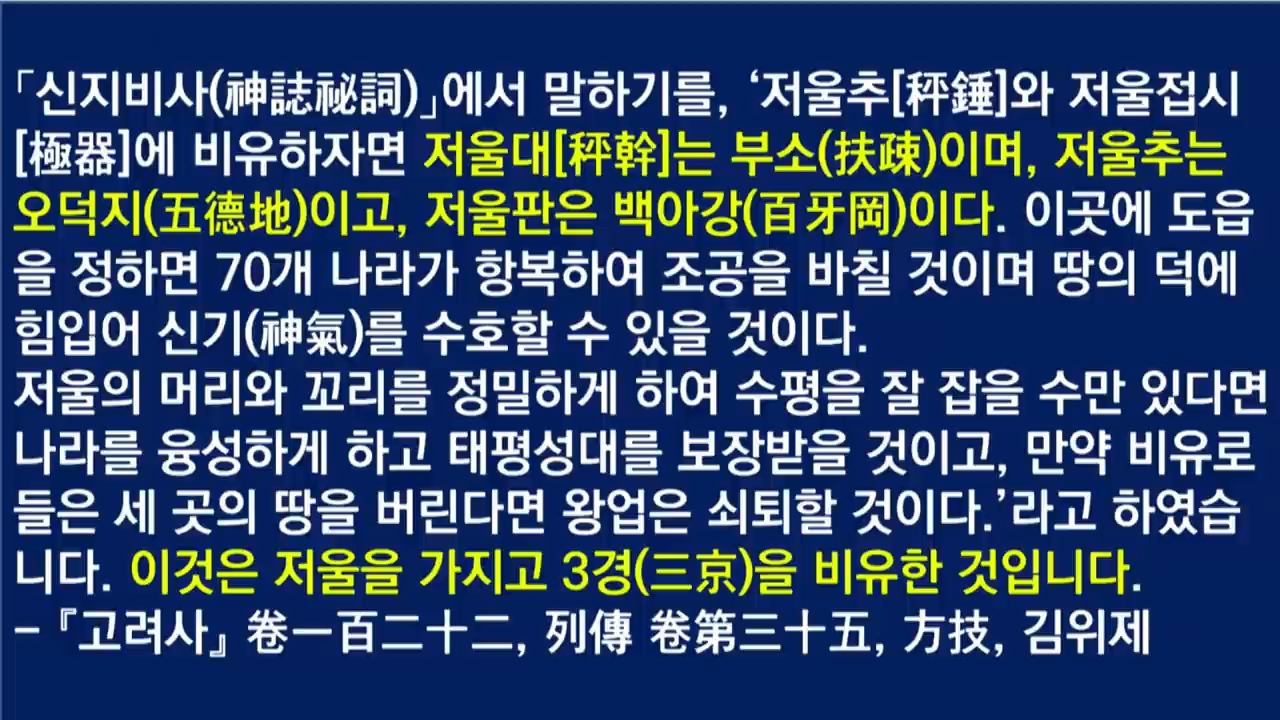 「신지비사(神誌祕詞)」에서 말하기를, ‘저울추[秤錘]와 저울접시
[極器]에 비유하자면 저울대[秤幹]는 부소(扶疎)이며, 저울추는
오덕지(五德地)이고, 저울판은 백아강(百牙岡)이다. 이곳에 도읍
을 정하면 70개 나라가 항복하여 조공을 바칠 것이며 땅의 덕에
힘입어 신기(神氣)를 수호할 수 있을 것이다.
저울의 머리와 꼬리를 정밀하게 하여 수평을 잘 잡을 수만 있다면
나라를 융성하게 하고 태평성대를 보장받을 것이고, 만약 비유로
들은 세 곳의 땅을 버린다면 왕업은 쇠퇴할 것이다.’라고 하였습
니다. 이것은 저울을 가지고 3경(三京)을 비유한 것입니다.
-『고려사』 卷一百二十二, 列傳 卷第三十五, 方技, 김위제